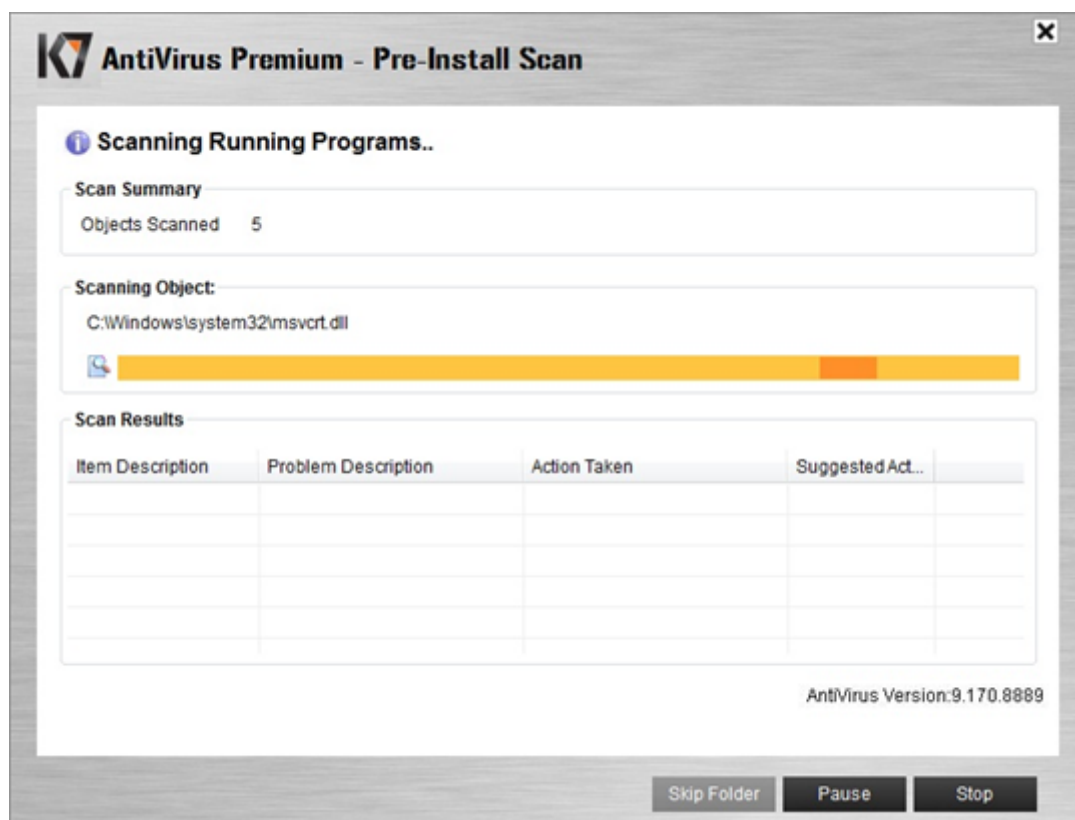 K7 AntiVirus Premium - Pre-Install Scan
Scanning Running Programs..
Scan Summary
Objects Scanned 5
Scanning Object:
C:\Windows\system32\msvcrt.dll
Scan Results
Item Description Problem Description Action Taken Suggested Act...
AntiVirus Version:9.170.8889
Skip Folder Pause Stop